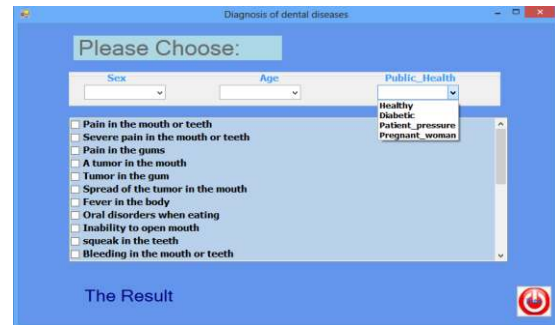 Diagnosis of dental diseases
Please Choose:
Sex Age Public_Health
Healthy
Diabetic
Patient_pressure
Pregnant_woman
Pain in the mouth or teeth
Severe pain in the mouth or teeth
Pain in the gums
A tumor in the mouth
Tumor in the gum
Spread of the tumor in the mouth
Fever in the body
Oral disorders when eating
Inability to open mouth
squeak in the teeth
Bleeding in the mouth or teeth
The Result